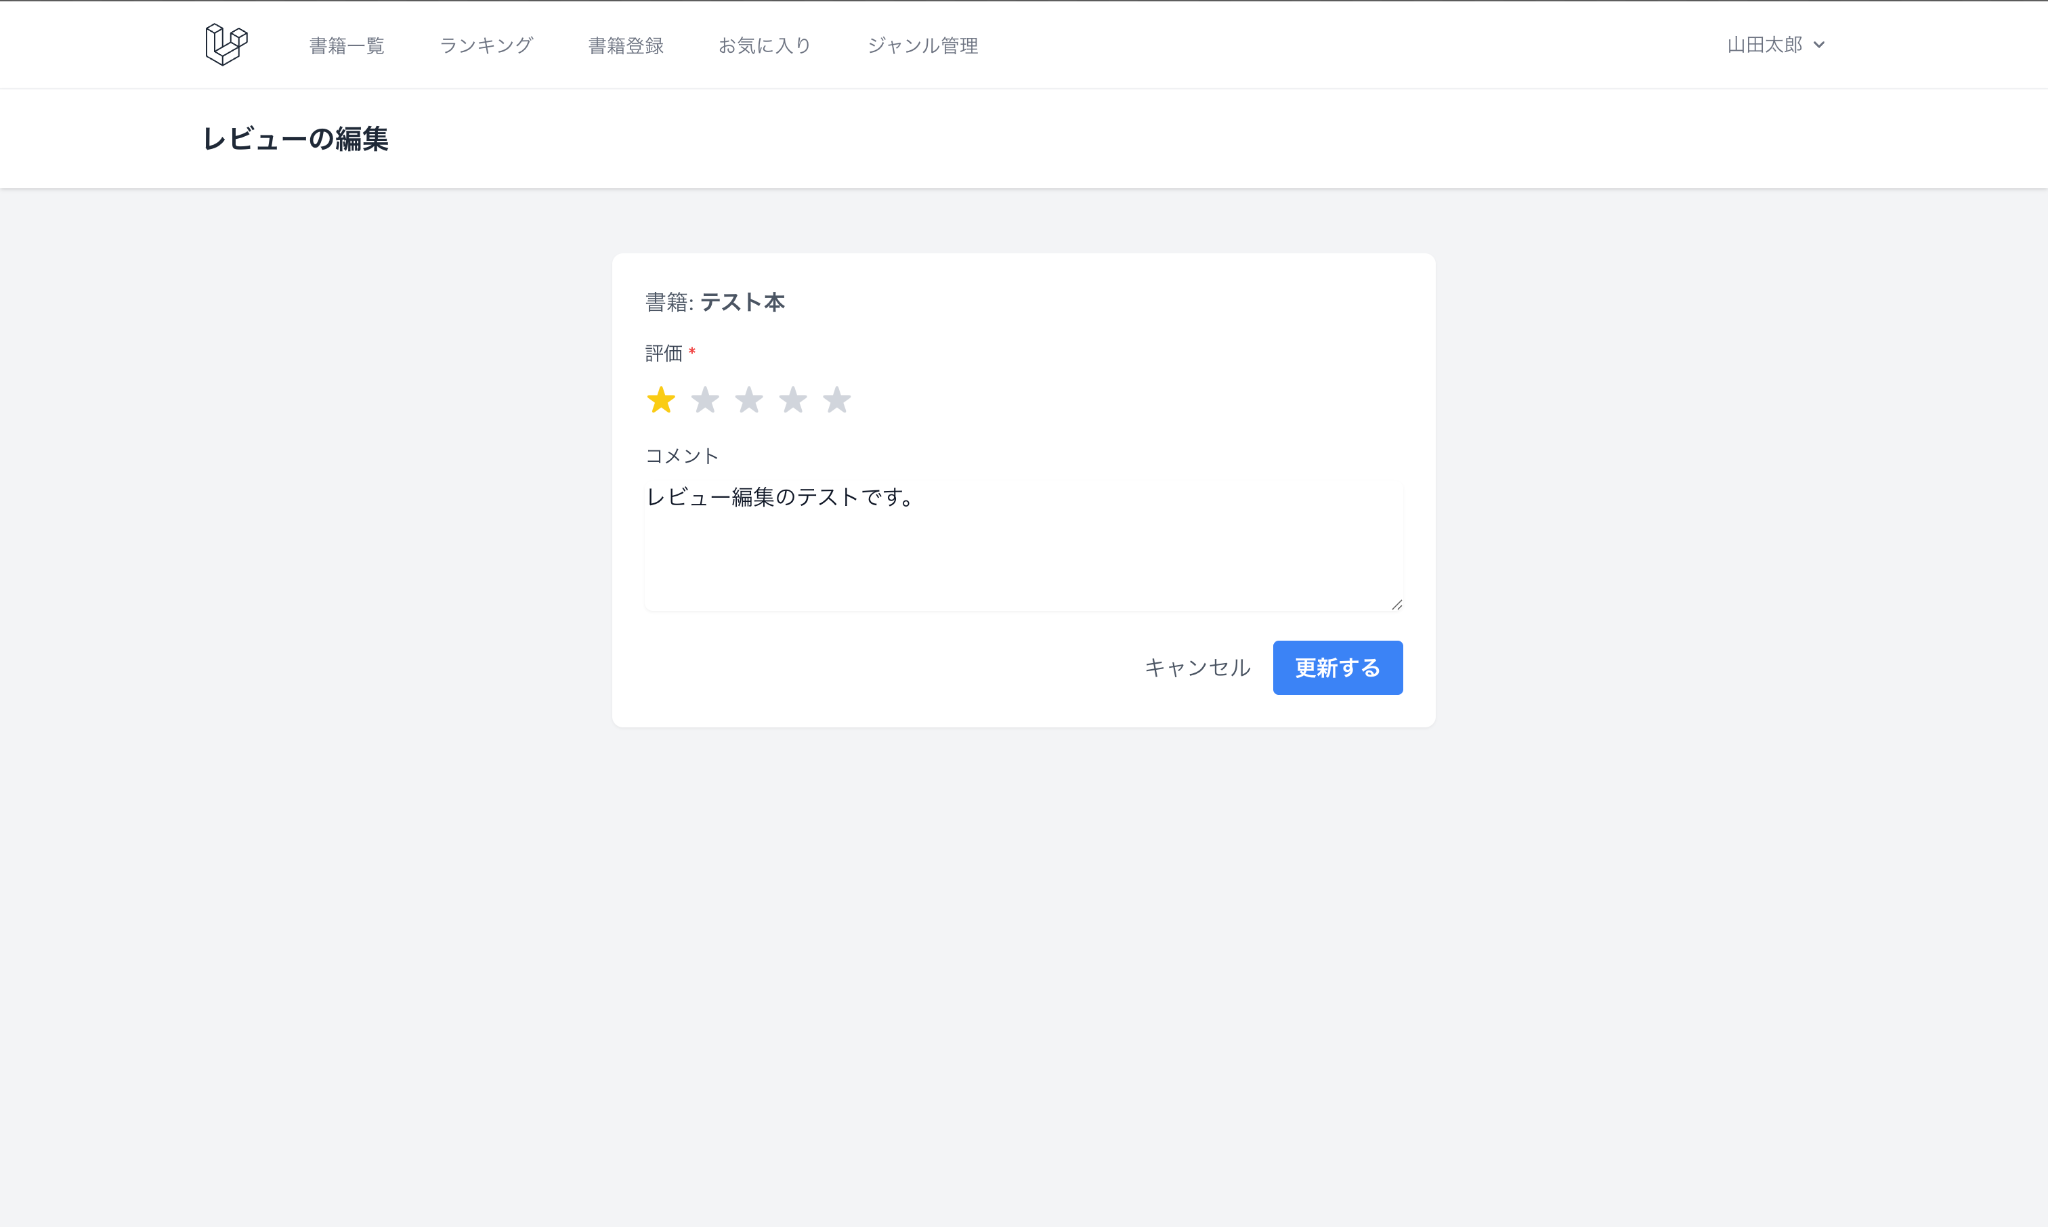 書籍一覧 ランキング 書籍登録 お気に入り ジャンル管理 山田太郎
レビューの編集
書籍: テスト本
評価 *
コメント
レビュー編集のテストです。
キャンセル 更新する